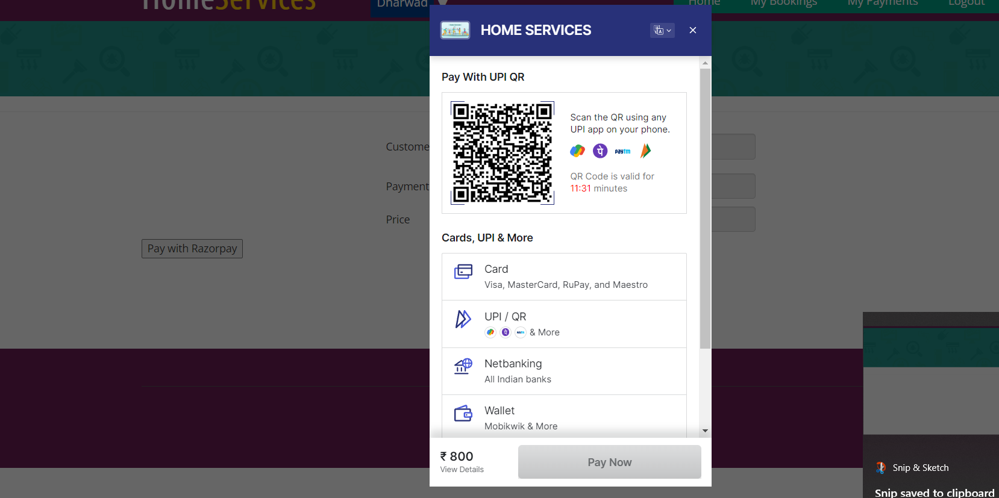 HomeServices
Dharwad
Home
My Bookings
My Payments
Logout
HOME SERVICES
Pay With UPI QR
Scan the QR using any
UPI app on your phone.
paytm
QR Code is valid for
11:31 minutes
Custome
Payment
Price
Pay with Razorpay
Cards, UPI & More
Card
Visa, MasterCard, RuPay, and Maestro
UPI / QR
& More
Netbanking
All Indian banks
Wallet
Mobikwik & More
₹ 800
View Details
Pay Now
Snip & Sketch
Snip saved to clipboard